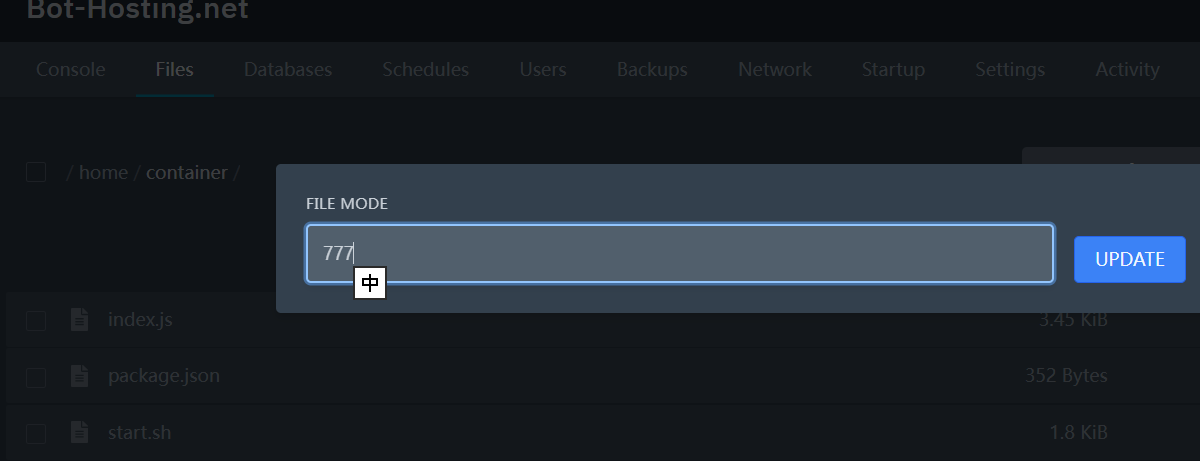 Bot-Hosting.net
Console Files Databases Schedules Users Backups Network Startup Settings Activity
/ home / container /
FILE MODE
777
UPDATE
中
index.js 3.45 KiB
package.json 352 Bytes
start.sh 1.8 KiB